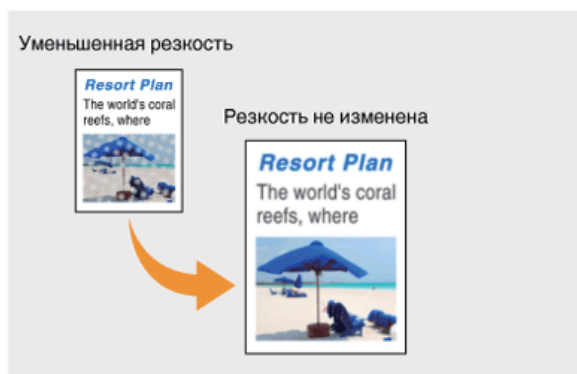 Уменьшенная резкость
Resort Plan
The world's coral
reefs, where
Резкость не изменена
Resort Plan
The world's coral
reefs, where